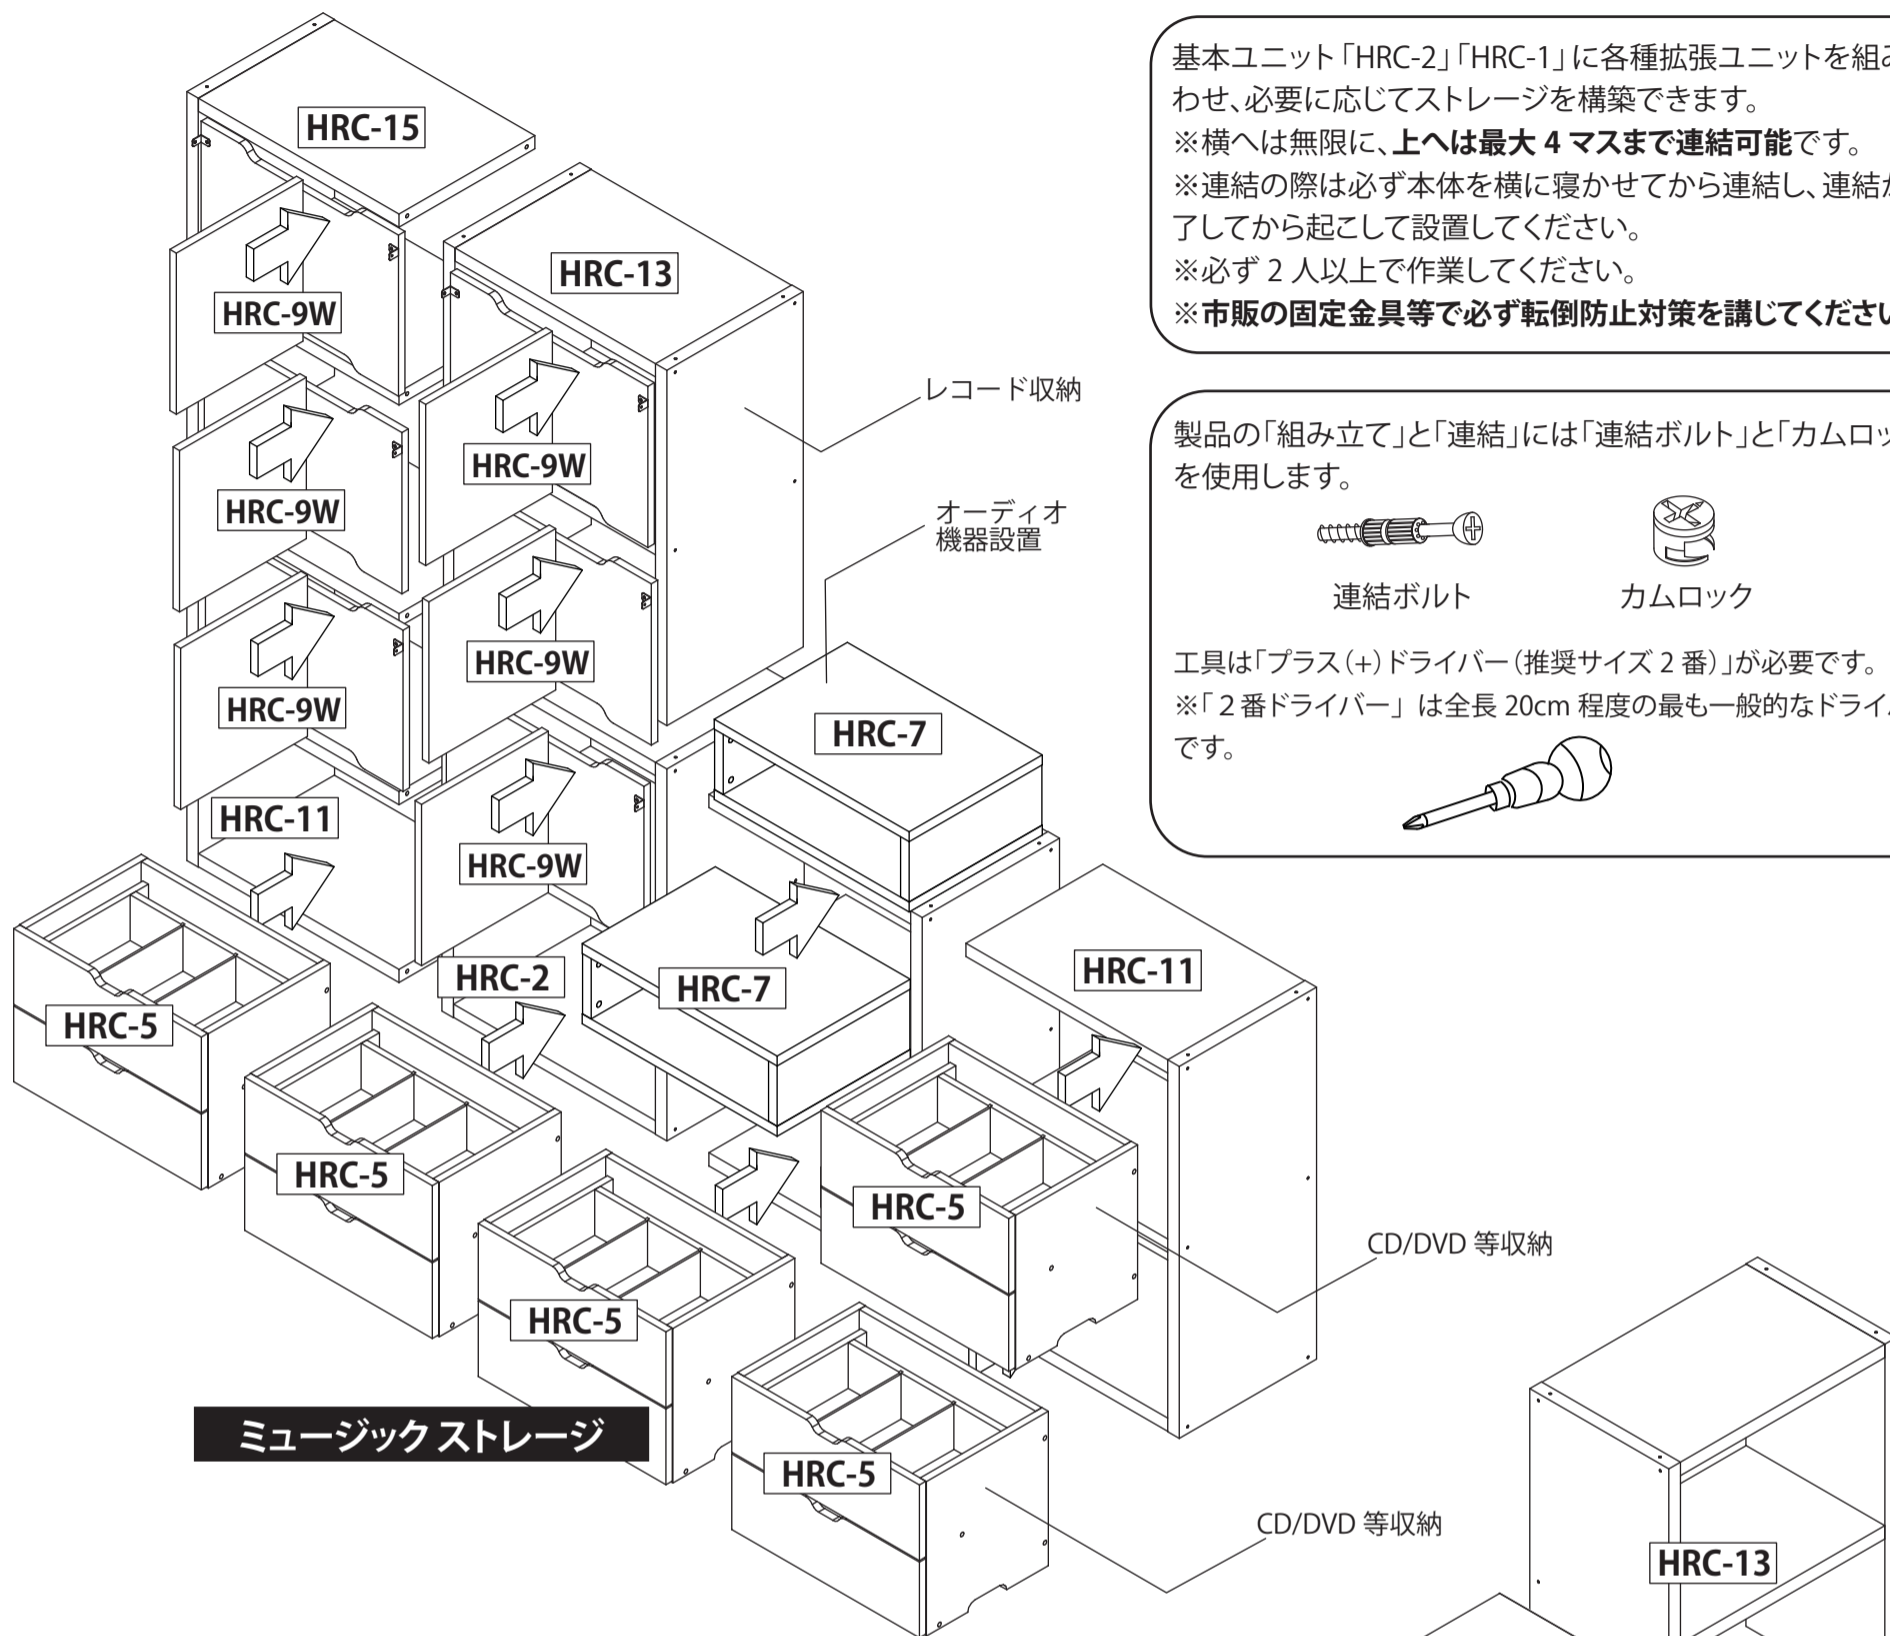 基本ユニット「HRC-2」「HRC-1」に各種拡張ユニットを組み
わせ、必要に応じてストレージを構築できます。
※横へは無限に、上へは最大 4 マスまで連結可能です。
※連結の際は必ず本体を横に寝かせてから連結し、連結が
了してから起こして設置してください。
※必ず 2 人以上で作業してください。
※市販の固定金具等で必ず転倒防止対策を講じてください
製品の「組み立て」と「連結」には「連結ボルト」と「カムロッ
を使用します。
連結ボルト
カムロック
工具は「プラス(+)ドライバー(推奨サイズ 2 番)」が必要です。
※「 2 番ドライバー」は全長 20cm 程度の最も一般的なドライバ
です。
HRC-15
HRC-9W
HRC-13
レコード収納
HRC-9W
HRC-9W
オーディオ
機器設置
HRC-9W
HRC-9W
HRC-7
HRC-11
HRC-9W
HRC-2
HRC-7
HRC-11
HRC-5
HRC-5
HRC-5
CD/DVD 等収納
HRC-5
ミュージック ストレージ
HRC-5
CD/DVD 等収納
HRC-13